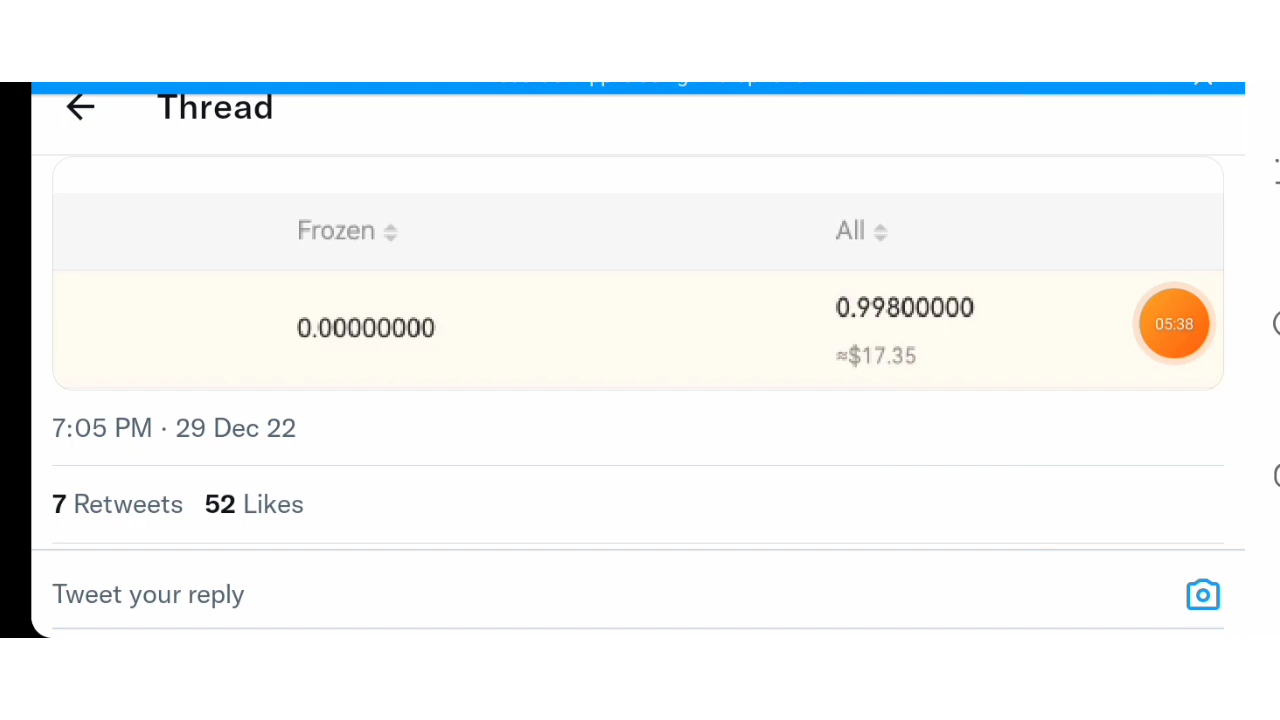 Thread
Frozen All
0.99800000
0.00000000
≈$17.35
05:38
7:05 PM · 29 Dec 22
7 Retweets 52 Likes
Tweet your reply